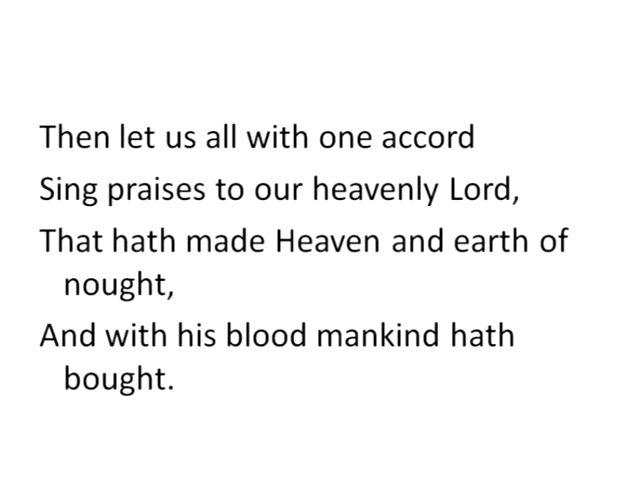 Then let us all with one accord
Sing praises to our heavenly Lord,
That hath made Heaven and earth of
nought,
And with his blood mankind hath
bought.